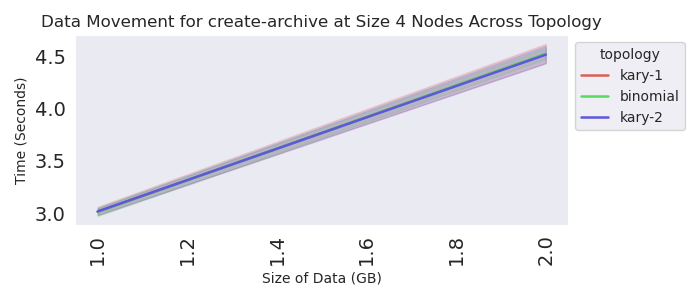 Data Movement for create-archive at Size 4 Nodes Across Topology
Time (Seconds)
4.5
4.0
3.5
3.0
1.0
1.2
1.4
1.6
1.8
2.0
Size of Data (GB)
topology
kary-1
binomial
kary-2